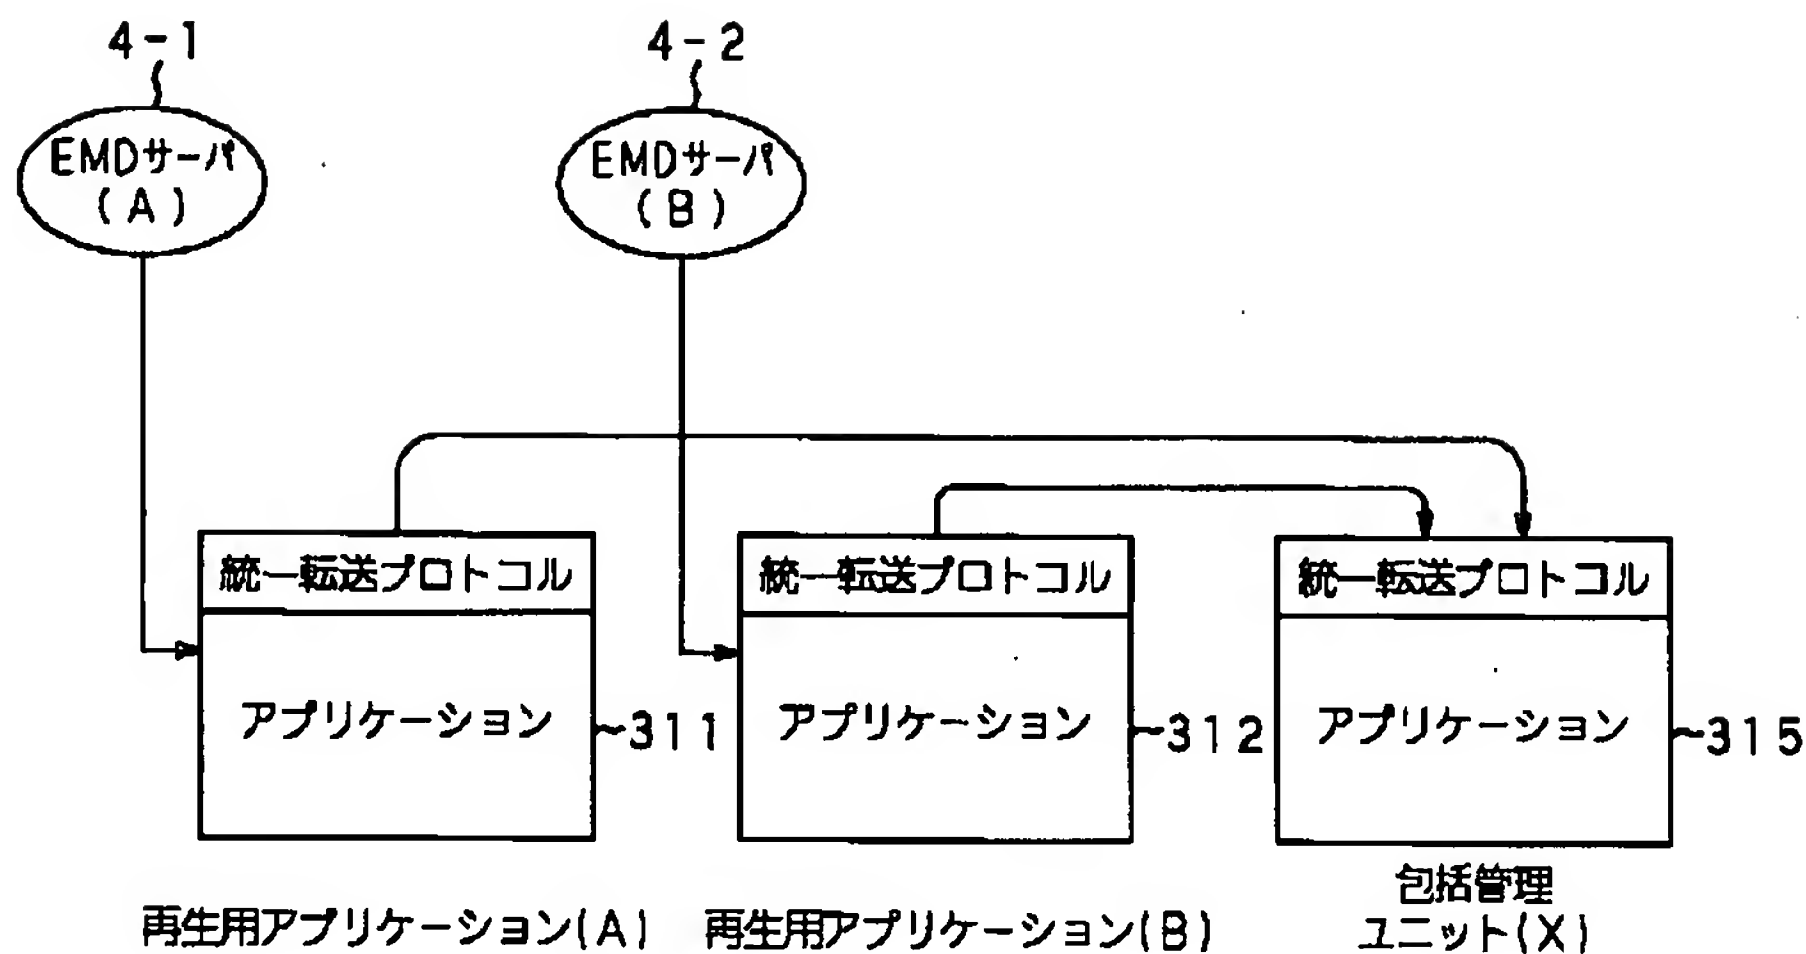 4-1
4-2
EMDサーバ
(A)
EMDサーバ
(B)
統一転送プロトコル
統一転送プロトコル
統一転送プロトコル
アプリケーション
~311
アプリケーション
~312
アプリケーション
~315
再生用アプリケーション(A)
再生用アプリケーション(B)
包括管理
ユニット(X)